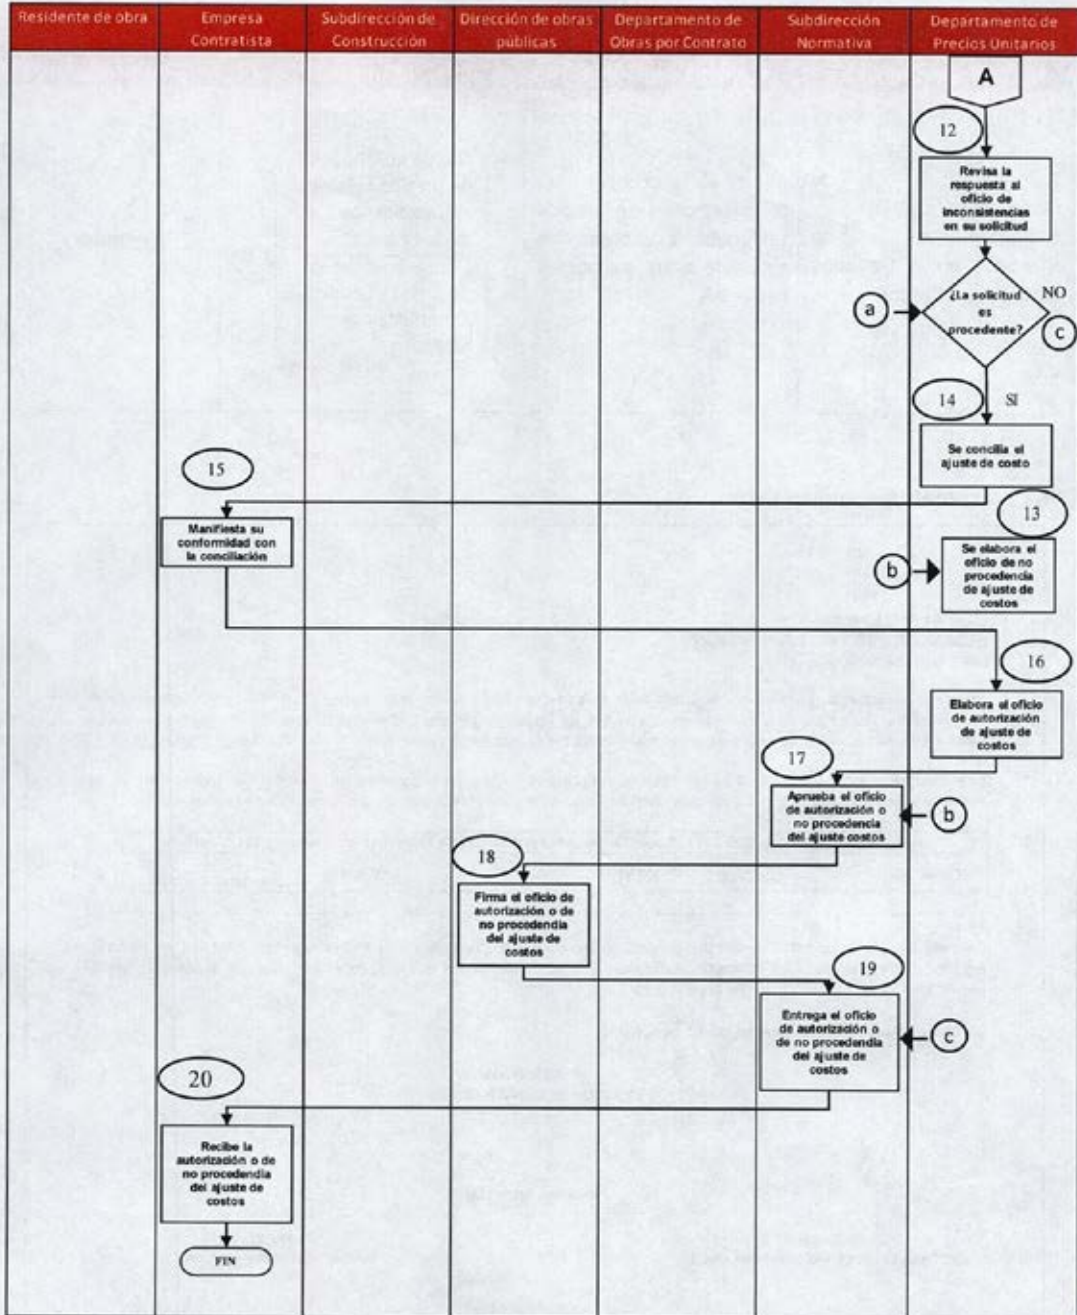 Residente de obra
Empresa
Contratista
Subdirección de
Construcción
Dirección de obras
públicas
Departamento de
Obras por Contrato
Subdirección
Normativa
Departamento de
Precios Unitarios
A
12
Revisa la
respuesta al
oficio de
inconsistencias
en su solicitud
a
¿La solicitud
es
procedente?
NO
c
14
SI
Se concilia el
ajuste de costo
15
Manifiesta su
conformidad con
la conciliación
13
b
Se elabora el
oficio de no
procedencia
de ajuste de
costos
16
Elabora el oficio
de autorización
de ajuste de
costos
17
Aprueba el oficio
de autorización o
no procedencia
del ajuste costos
b
18
Firma el oficio de
autorización o de
no procedendia
del ajuste de
costos
19
Entrega el oficio
de autorización o
de no procedendia
del ajuste de
costos
c
20
Recibe la
autorización o de
no procedendia
del ajuste de
costos
FIN